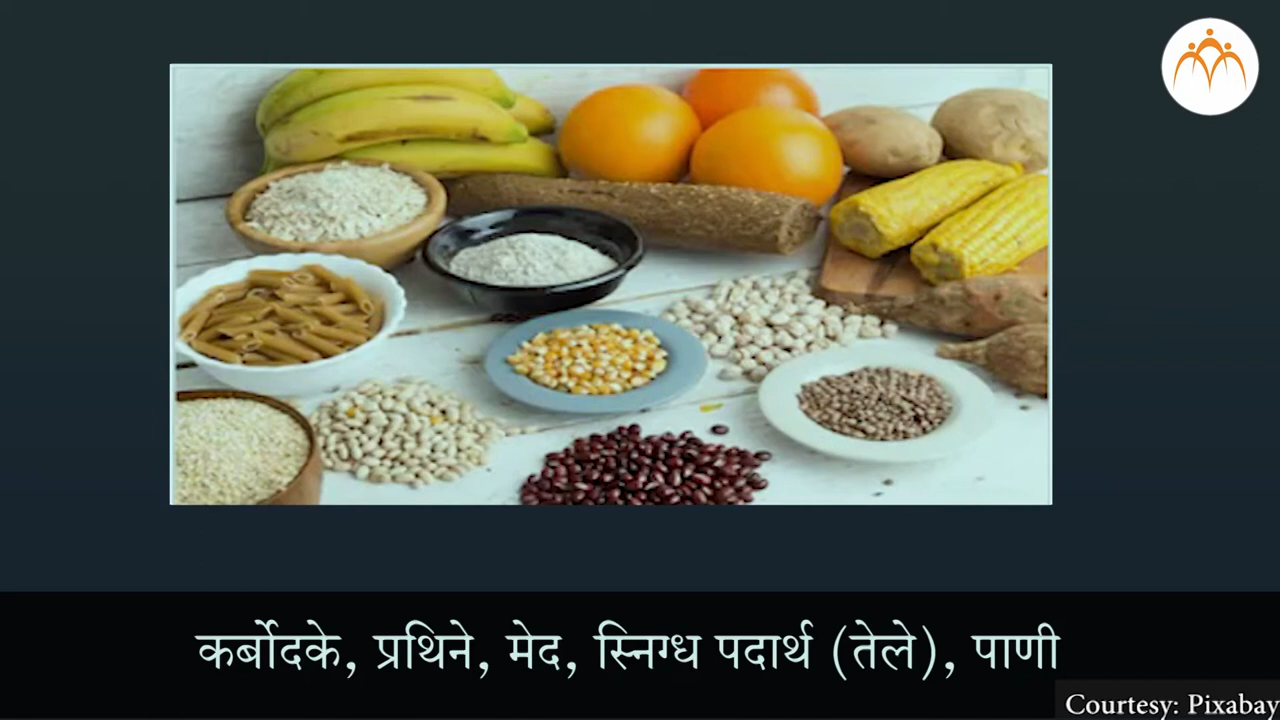 कर्बोदके, प्रथिने, मेद, स्निग्ध पदार्थ (तेले), पाणी
Courtesy: Pixabay